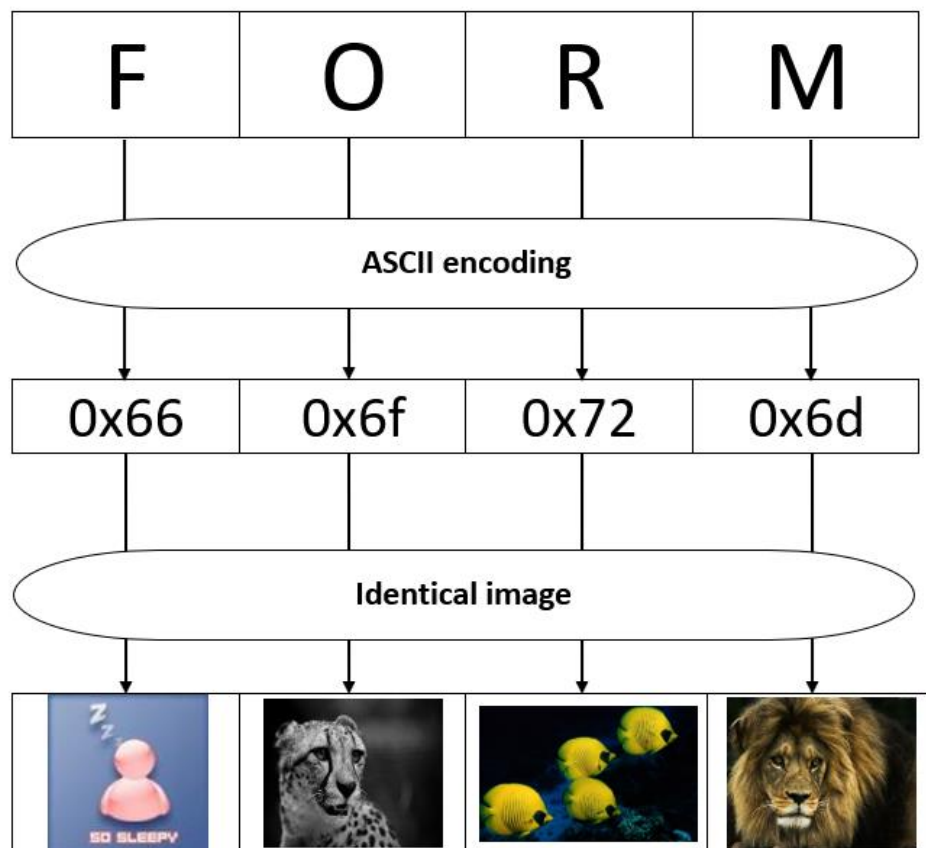 F O R M
ASCII encoding
0x66 0x6f 0x72 0x6d
Identical image
Z
Z
Z
SO SLEEPY